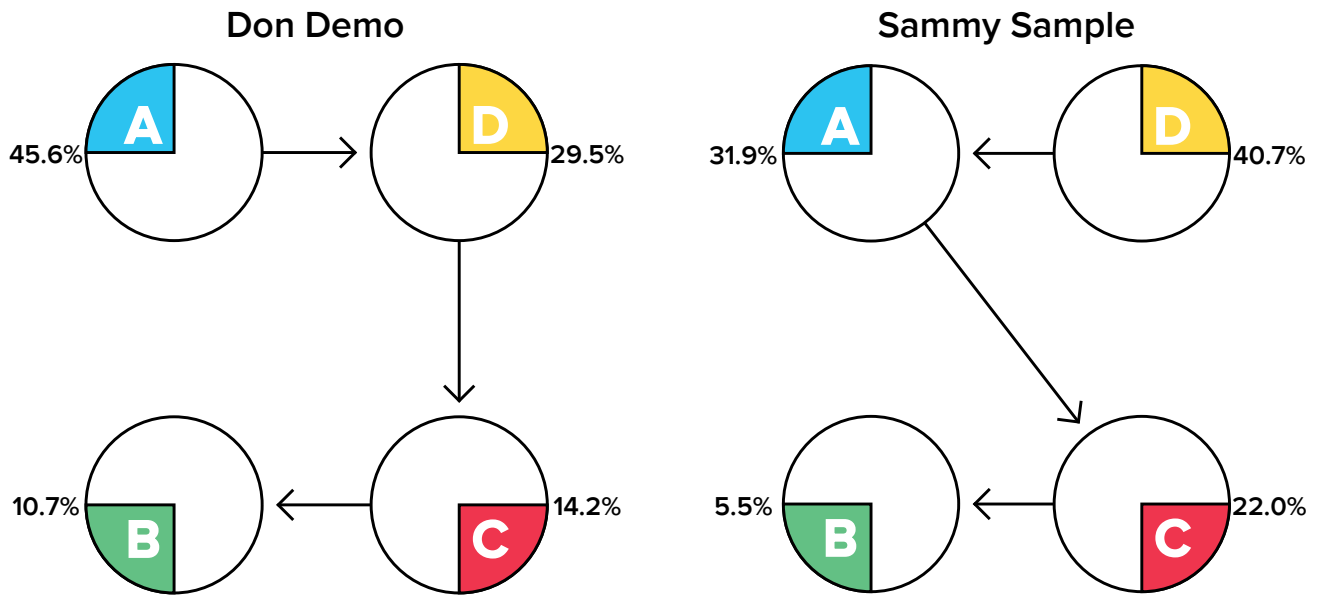 Don Demo
A
D
45.6%
29.5%
B
C
10.7%
14.2%
Sammy Sample
A
D
31.9%
40.7%
B
C
5.5%
22.0%